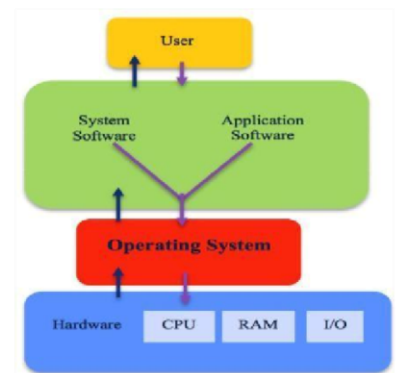 User
System Software
Application Software
Operating System
Hardware CPU RAM I/O